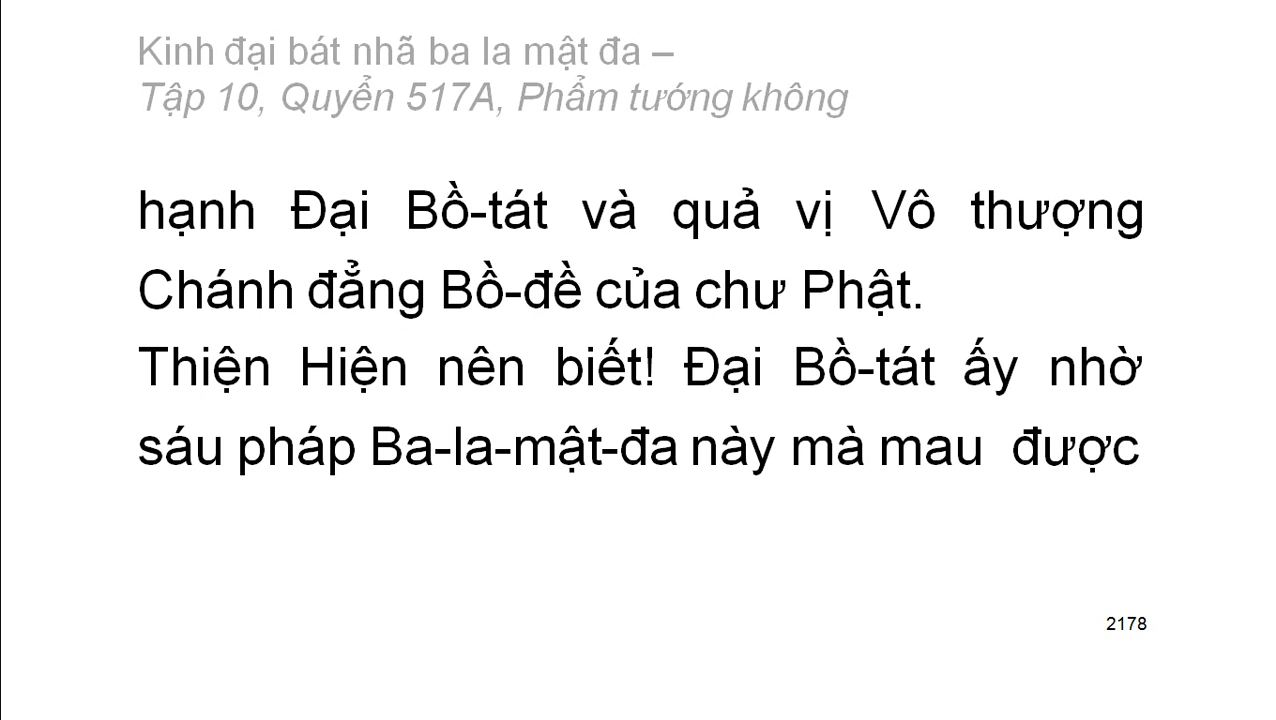 Kinh đại bát nhã ba la mật đa –
Tập 10, Quyển 517A, Phẩm tướng không
hạnh Đại Bồ-tát và quả vị Vô thượng
Chánh đẳng Bồ-đề của chư Phật.
Thiện Hiện nên biết! Đại Bồ-tát ấy nhờ
sáu pháp Ba-la-mật-đa này mà mau được
2178